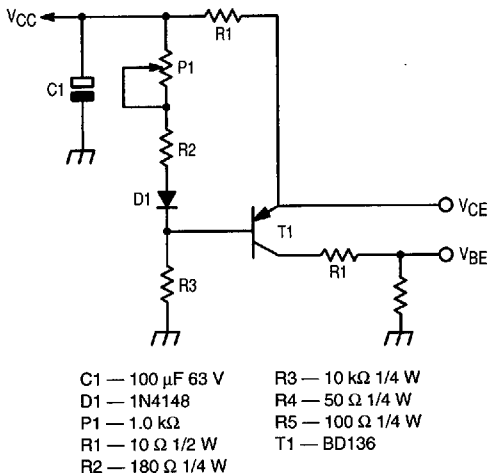 VCC
R1
P1
C1
R2
D1
VCE
T1
VBE
R1
R3
C1 — 100 µF 63 V
D1 — 1N4148
P1 — 1.0 kΩ
R1 — 10 Ω 1/2 W
R2 — 180 Ω 1/4 W
R3 — 10 kΩ 1/4 W
R4 — 50 Ω 1/4 W
R5 — 100 Ω 1/4 W
T1 — BD136